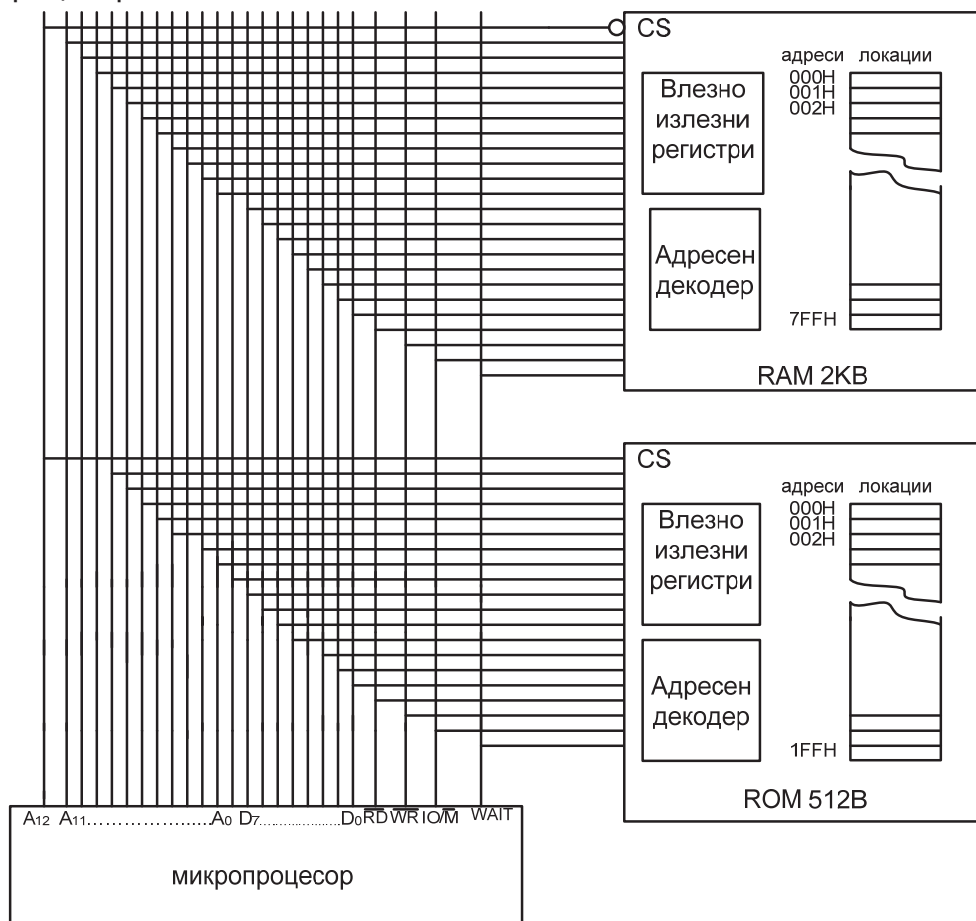 CS
адреси локации
000H
001H
002H
Влезно
излезни
регистри
Адресен
декодер
7FFH
RAM 2KB
CS
адреси локации
000H
001H
002H
Влезно
излезни
регистри
Адресен
декодер
1FFH
ROM 512B
A12 A11......................A0 D7......................D0 RD WR IO/M WAIT
микропроцесор